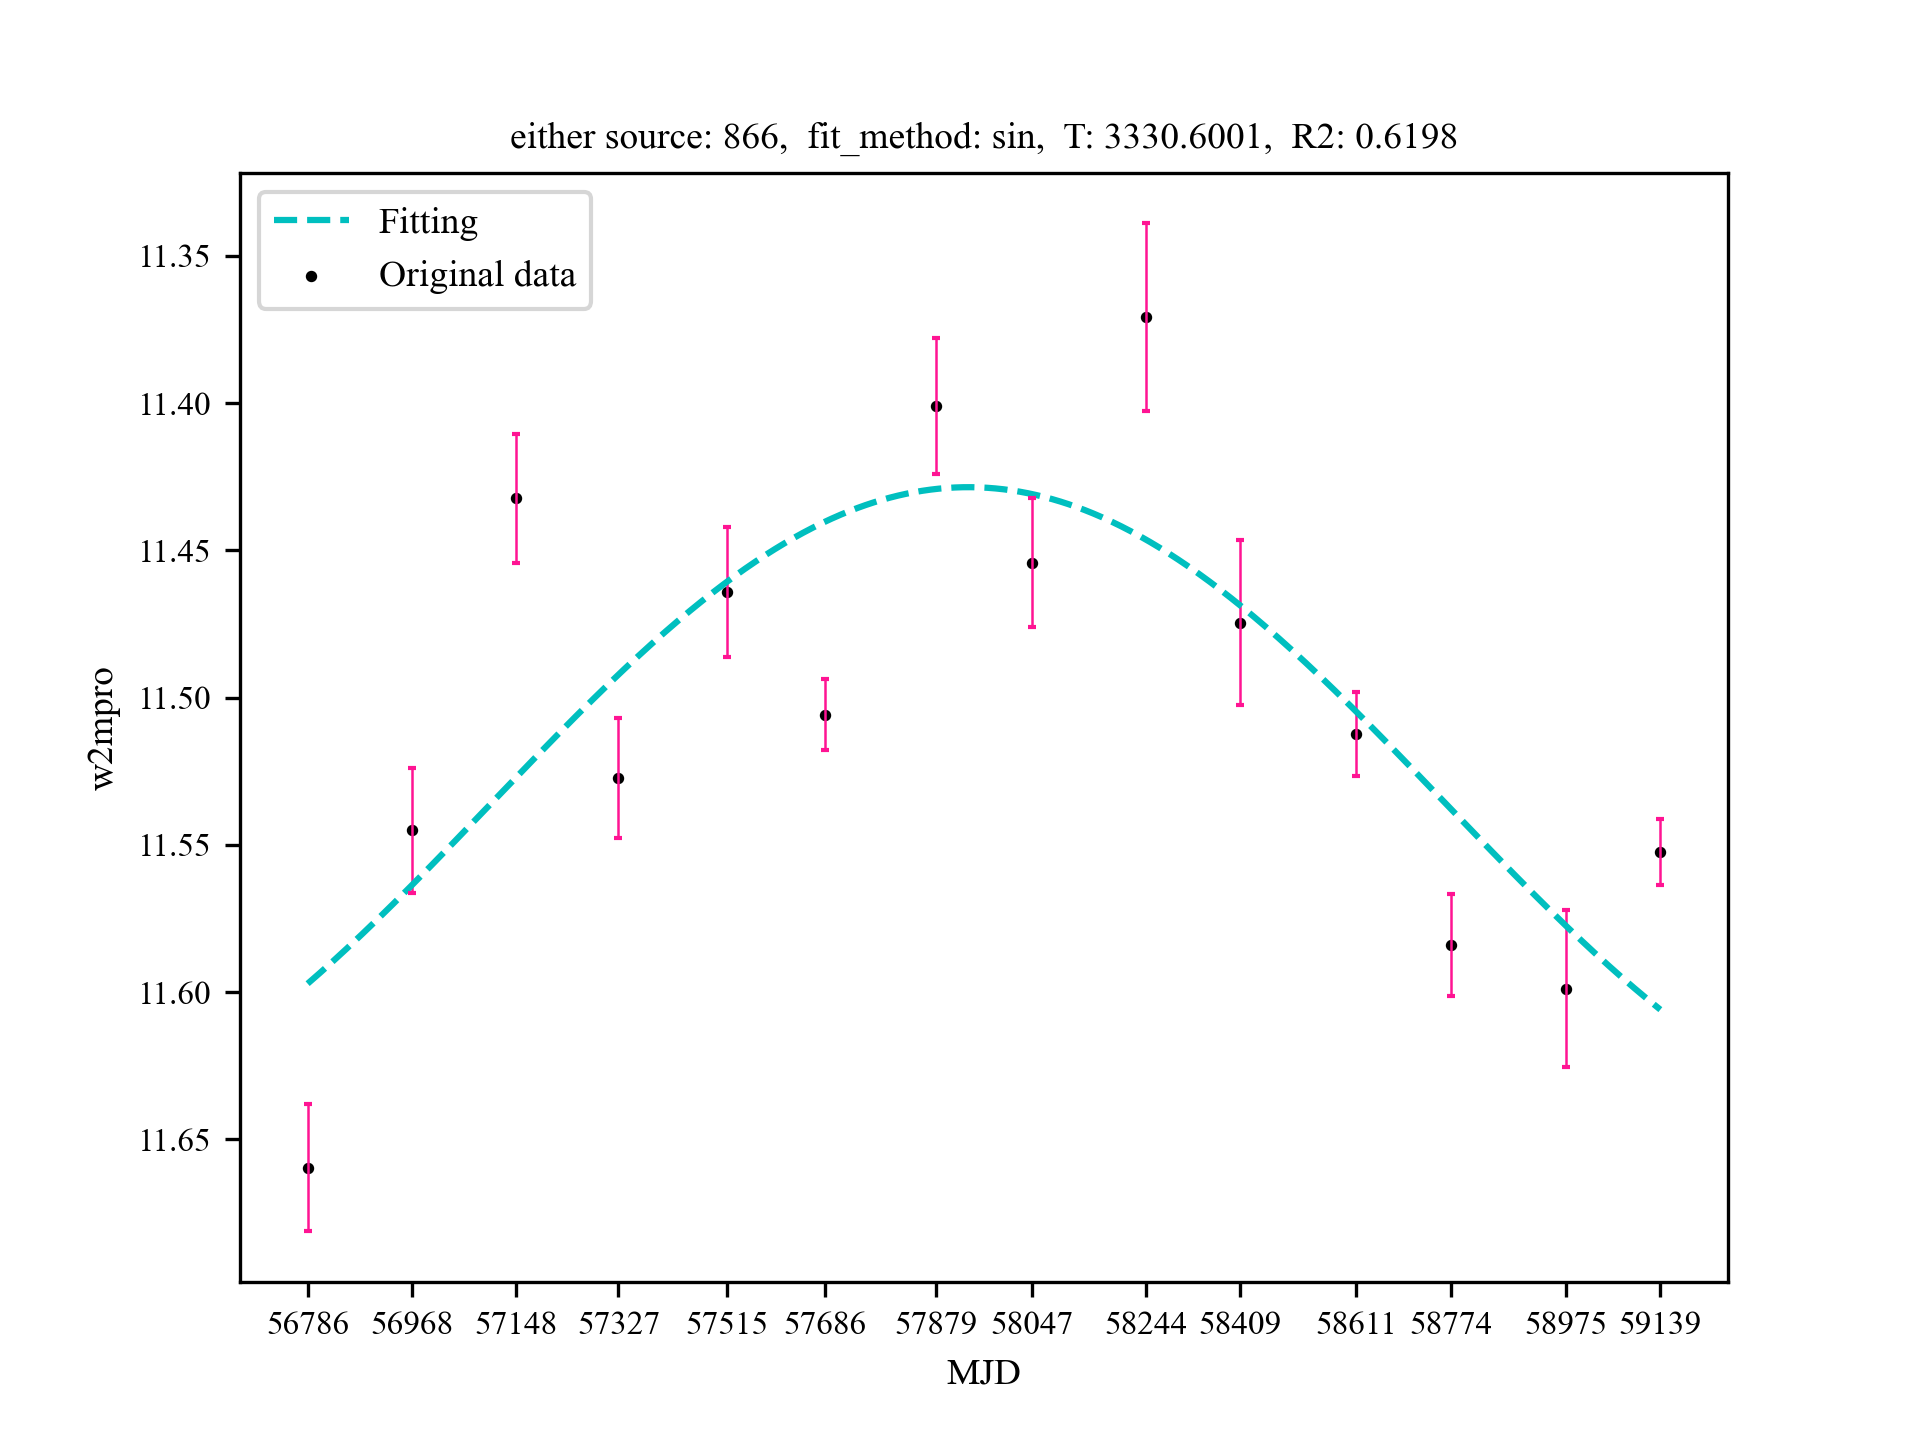 either source: 866,  fit_method: sin,  T: 3330.6001,  R2: 0.6198
Fitting
Original data
11.35
11.40
11.45
11.50
11.55
11.60
11.65
w2mpro
56786 56968 57148 57327 57515 57686 57879 58047 58244 58409 58611 58774 58975 59139
MJD